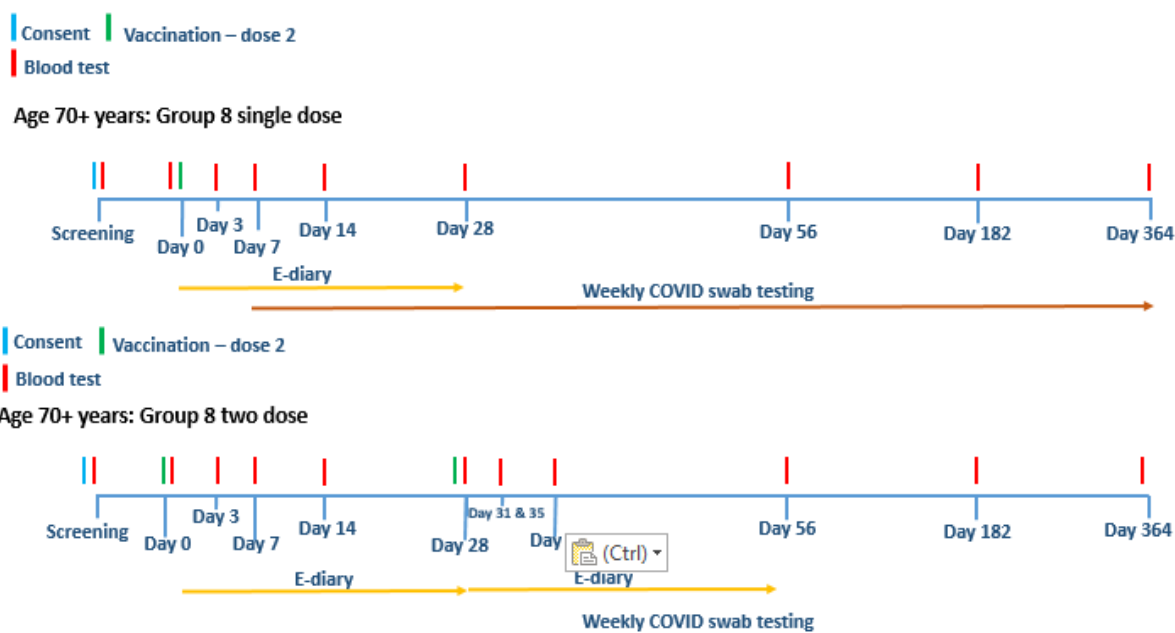 Consent Vaccination – dose 2
Blood test
Age 70+ years: Group 8 single dose
Screening Day 0 Day 3 Day 7 Day 14 Day 28 Day 56 Day 182 Day 364
E-diary
Weekly COVID swab testing
Consent Vaccination – dose 2
Blood test
Age 70+ years: Group 8 two dose
Screening Day 0 Day 3 Day 7 Day 14 Day 28 Day 31 & 35 Day Day 56 Day 182 Day 364
(Ctrl)
E-diary E-diary
Weekly COVID swab testing